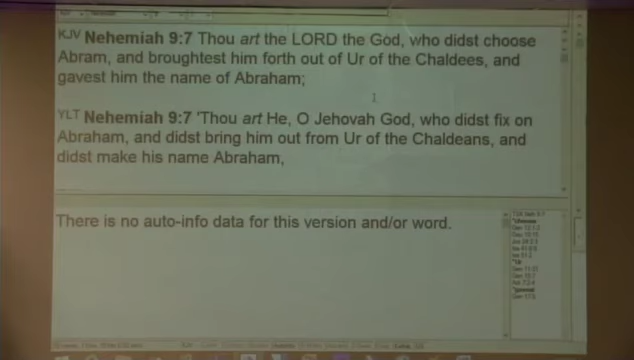 KJV Nehemiah 9:7 Thou art the LORD the God, who didst choose
Abram, and broughtest him forth out of Ur of the Chaldees, and
gavest him the name of Abraham;
YLT Nehemiah 9:7 'Thou art He, O Jehovah God, who didst fix on
Abraham, and didst bring him out from Ur of the Chaldeans, and
didst make his name Abraham,
There is no auto-info data for this version and/or word.